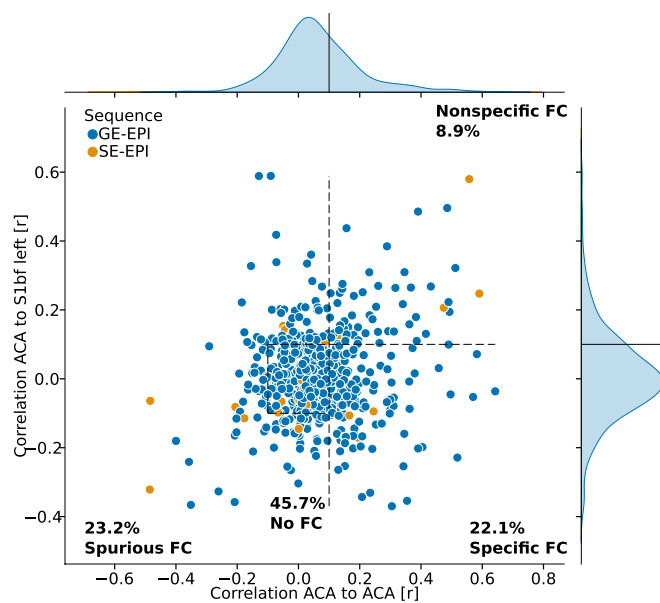 Nonspecific FC
8.9%
Sequence
GE-EPI
SE-EPI
0.6
0.4
0.2
0.0
−0.2
−0.4
Correlation ACA to S1bf left [r]
45.7%
No FC
23.2%
Spurious FC
22.1%
Specific FC
−0.6 −0.4 −0.2 0.0 0.2 0.4 0.6 0.8
Correlation ACA to ACA [r]